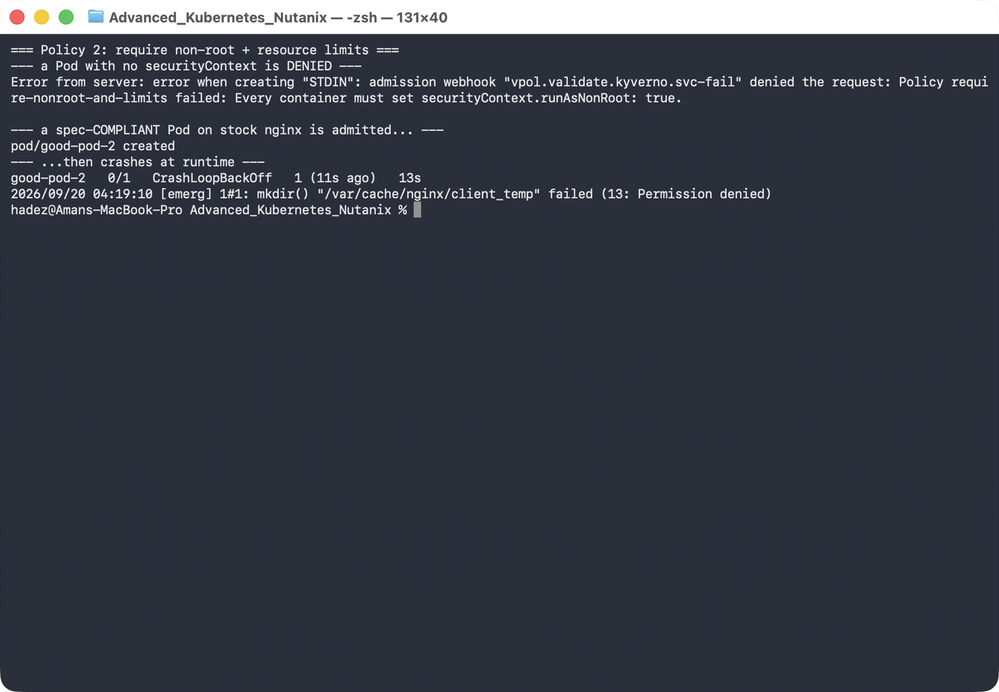 Advanced_Kubernetes_Nutanix — -zsh — 131×40
=== Policy 2: require non-root + resource limits ===
--- a Pod with no securityContext is DENIED ---
Error from server: error when creating "STDIN": admission webhook "vpol.validate.kyverno.svc-fail" denied the request: Policy requi
re-nonroot-and-limits failed: Every container must set securityContext.runAsNonRoot: true.
--- a spec-COMPLIANT Pod on stock nginx is admitted... ---
pod/good-pod-2 created
--- ...then crashes at runtime ---
good-pod-2   0/1   CrashLoopBackOff   1 (11s ago)   13s
2026/09/20 04:19:10 [emerg] 1#1: mkdir() "/var/cache/nginx/client_temp" failed (13: Permission denied)
hadez@Amans-MacBook-Pro Advanced_Kubernetes_Nutanix %